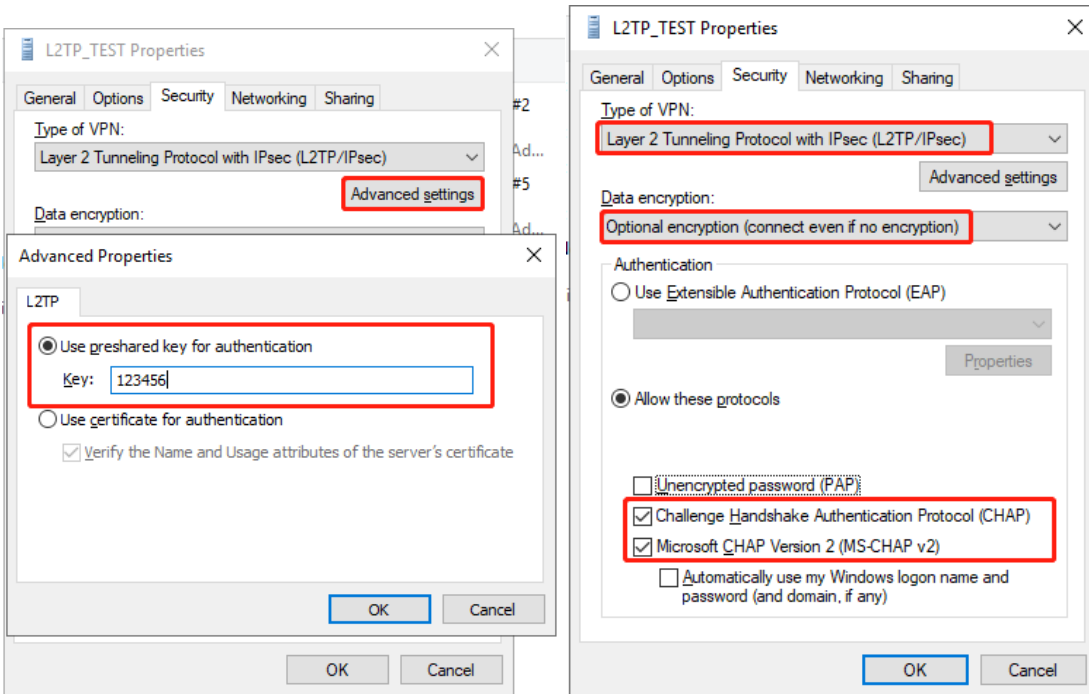 L2TP_TEST Properties
General Options Security Networking Sharing
Type of VPN:
Layer 2 Tunneling Protocol with IPsec (L2TP/IPsec)
Advanced settings
Data encryption:
#2
Ad...
#5
Ad...
Advanced Properties
L2TP
Use preshared key for authentication
Key: 123456
Use certificate for authentication
Verify the Name and Usage attributes of the server's certificate
OK Cancel
OK Cancel
L2TP_TEST Properties
General Options Security Networking Sharing
Type of VPN:
Layer 2 Tunneling Protocol with IPsec (L2TP/IPsec)
Advanced settings
Data encryption:
Optional encryption (connect even if no encryption)
Authentication
Use Extensible Authentication Protocol (EAP)
Properties
Allow these protocols
Unencrypted password (PAP)
Challenge Handshake Authentication Protocol (CHAP)
Microsoft CHAP Version 2 (MS-CHAP v2)
Automatically use my Windows logon name and
password (and domain, if any)
OK Cancel